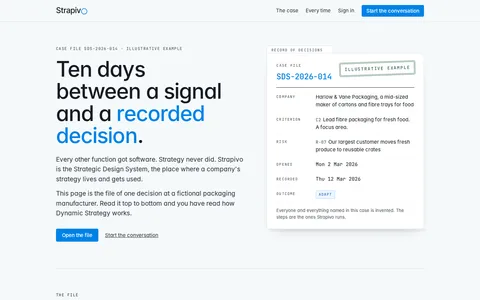 Strapivo
The case
Every time
Sign in
Start the conversation
CASE FILE SDS-2026-014 · ILLUSTRATIVE EXAMPLE
Ten days
between a signal
and a recorded
decision.
Every other function got software. Strategy never did. Strapivo
is the Strategic Design System, the place where a company's
strategy lives and gets used.
This page is the file of one decision at a fictional packaging
manufacturer. Read it top to bottom and you have read how
Dynamic Strategy works.
Open the file
Start the conversation
RECORD OF DECISIONS
CASE FILE
SDS-2026-014
ILLUSTRATIVE EXAMPLE
COMPANY
Harlow & Vane Packaging, a mid-sized
maker of cartons and fibre trays for food
CRITERION
C2 Lead fibre packaging for fresh food.
A focus area.
RISK
R-07 Our largest customer moves fresh
produce to reusable crates
OPENED
Mon 2 Mar 2026
RECORDED
Thu 12 Mar 2026
OUTCOME
ADAPT
Everyone and everything named in this case is invented. The
steps are the ones Strapivo runs.
THE FILE